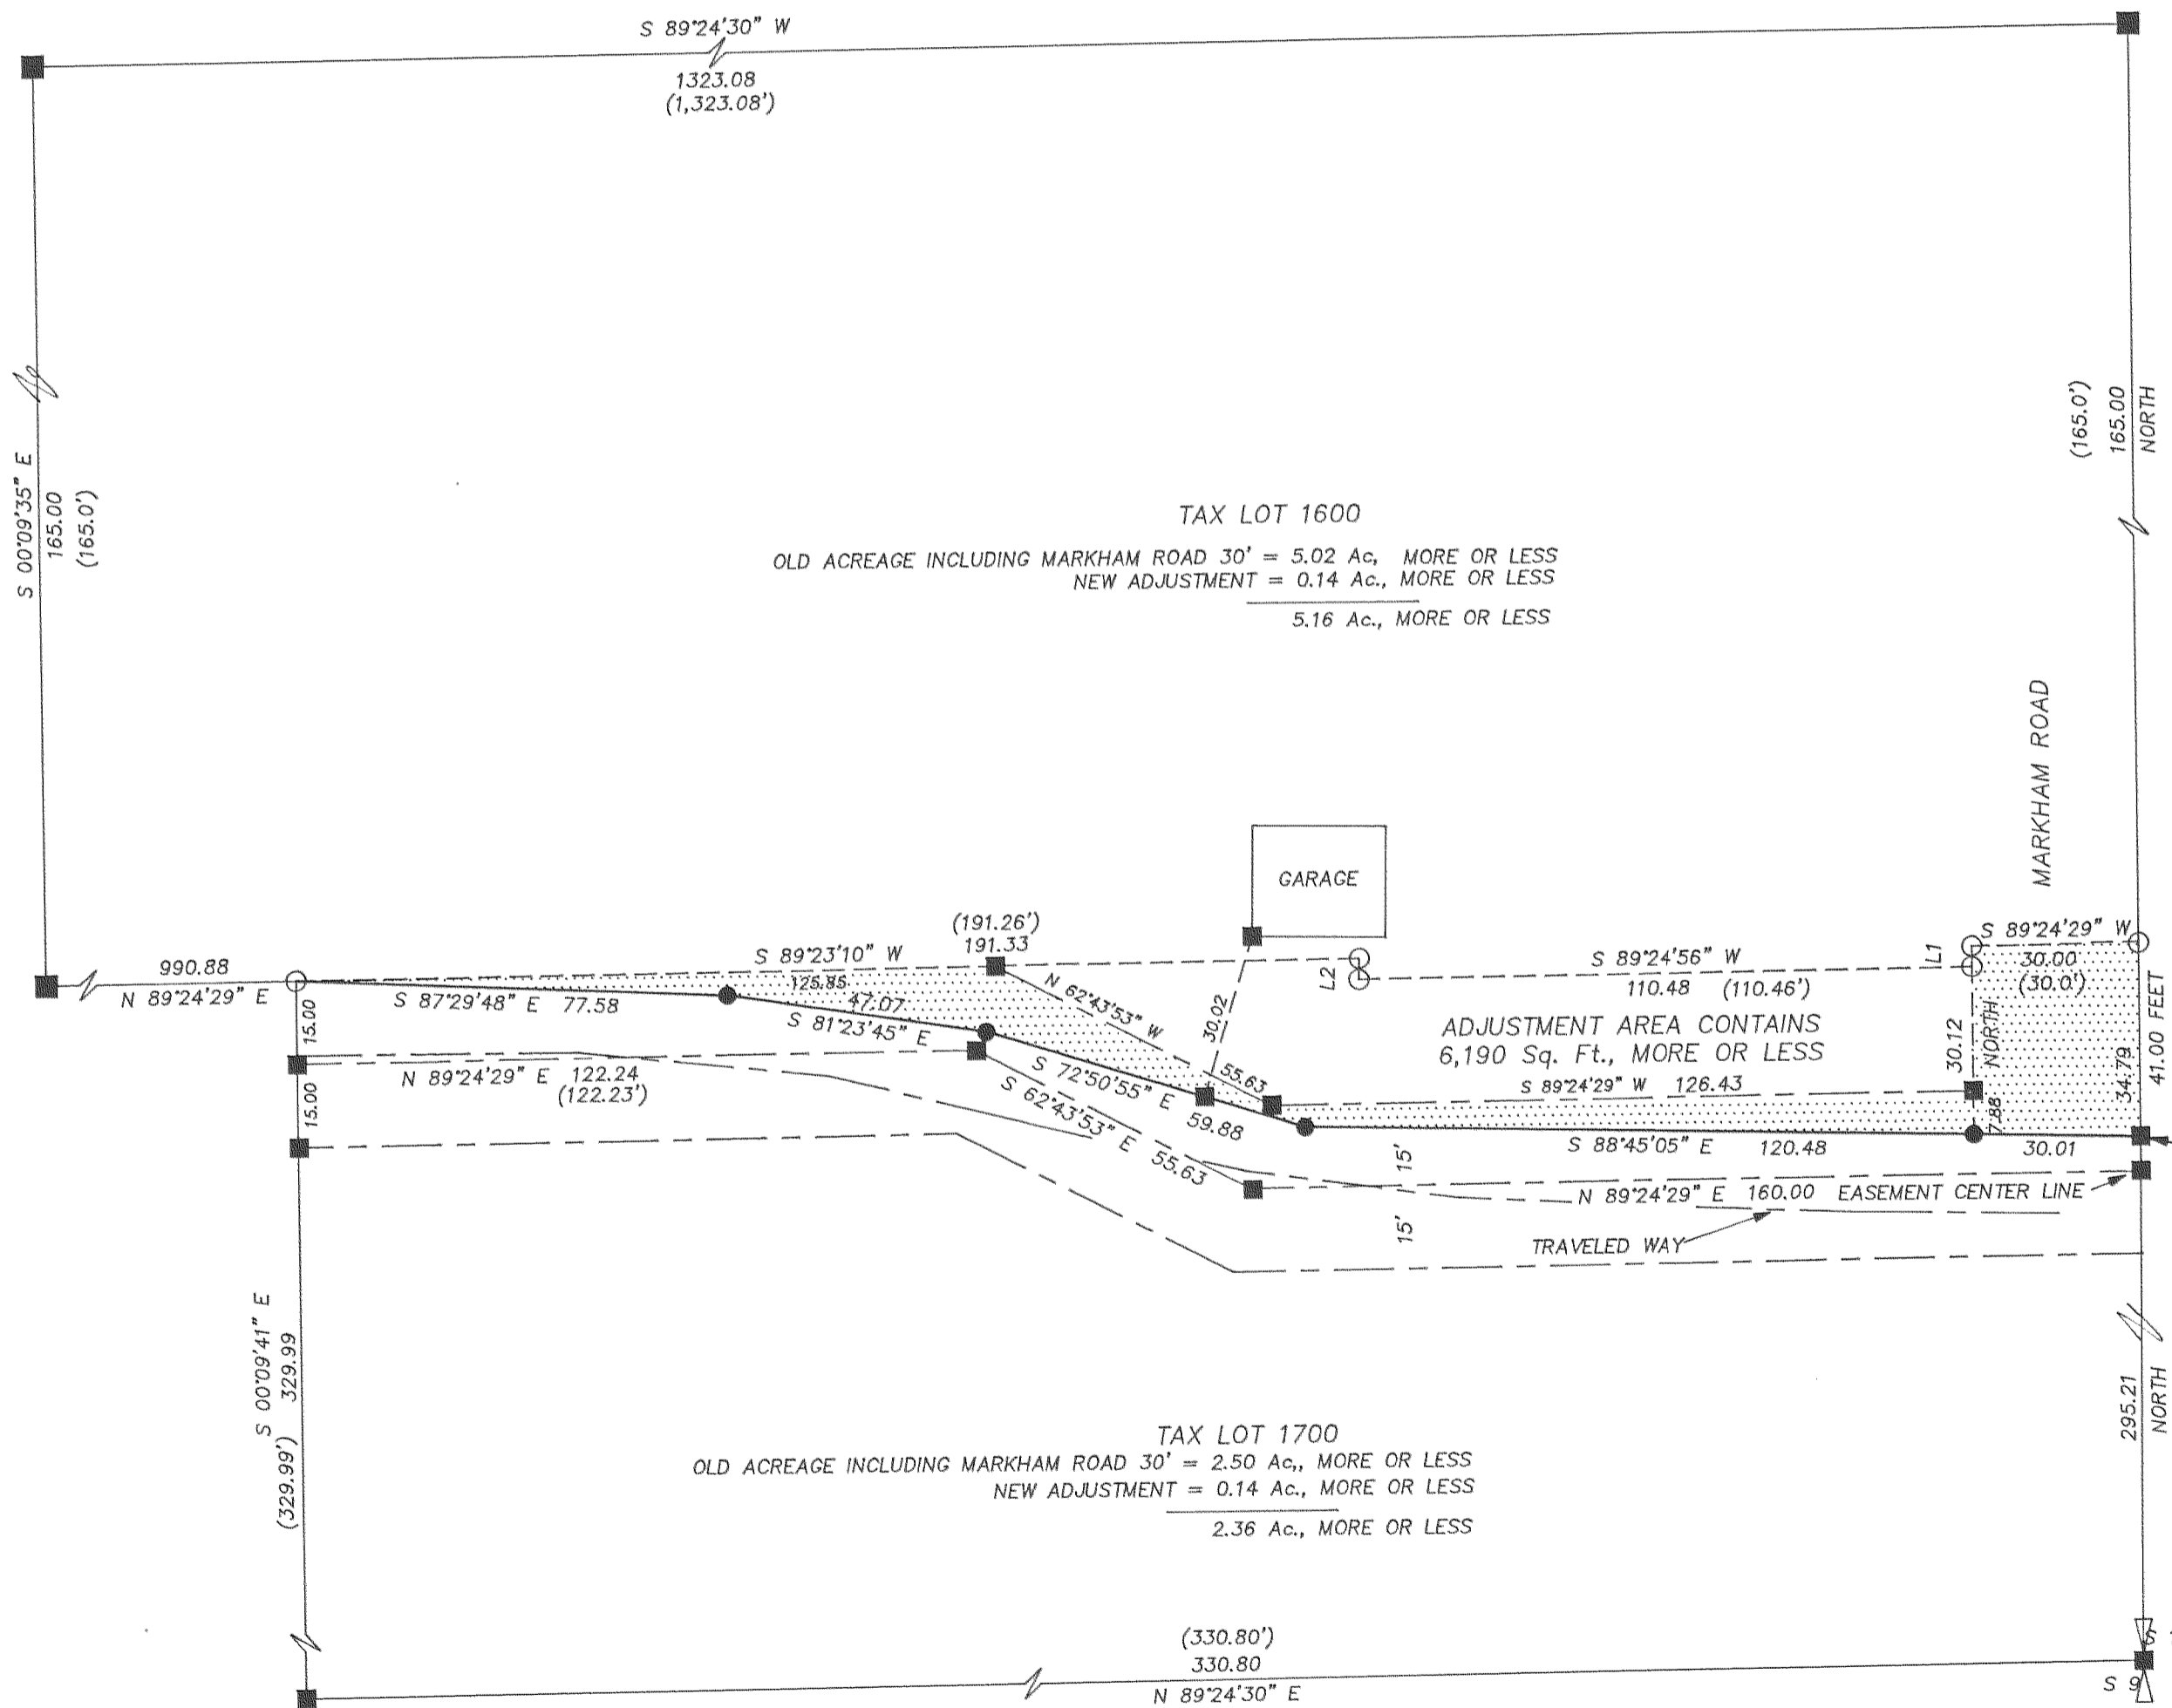 S 89°24'30" W
1323.08
(1,323.08')
S 00°09'35" E
165.00
(165.0')
(165.0')
165.00
NORTH
TAX LOT 1600
OLD ACREAGE INCLUDING MARKHAM ROAD 30' = 5.02 Ac, MORE OR LESS
NEW ADJUSTMENT = 0.14 Ac., MORE OR LESS
5.16 Ac., MORE OR LESS
MARKHAM ROAD
GARAGE
990.88
N 89°24'29" E
(191.26')
191.33
S 89°23'10" W
125.85
S 87°29'48" E 77.58
47.07
S 81°23'45" E
N 62°43'53" W
55.63
30.02
L2
S 89°24'56" W
110.48 (110.46')
L1
S 89°24'29" W
30.00
(30.0')
ADJUSTMENT AREA CONTAINS
6,190 Sq. Ft., MORE OR LESS
30.12
NORTH
34.79
41.00 FEET
S 89°24'29" W 126.43
7.88
15.00
15.00
N 89°24'29" E 122.24
(122.23')
S 72°50'55" E 59.88
S 62°43'53" E 55.63
S 88°45'05" E 120.48
30.01
15'
15'
N 89°24'29" E 160.00 EASEMENT CENTER LINE
TRAVELED WAY
S 00°09'41" E
329.99
(329.99')
295.21
NORTH
TAX LOT 1700
OLD ACREAGE INCLUDING MARKHAM ROAD 30' = 2.50 Ac,, MORE OR LESS
NEW ADJUSTMENT = 0.14 Ac., MORE OR LESS
2.36 Ac., MORE OR LESS
(330.80')
330.80
N 89°24'30" E
S 9